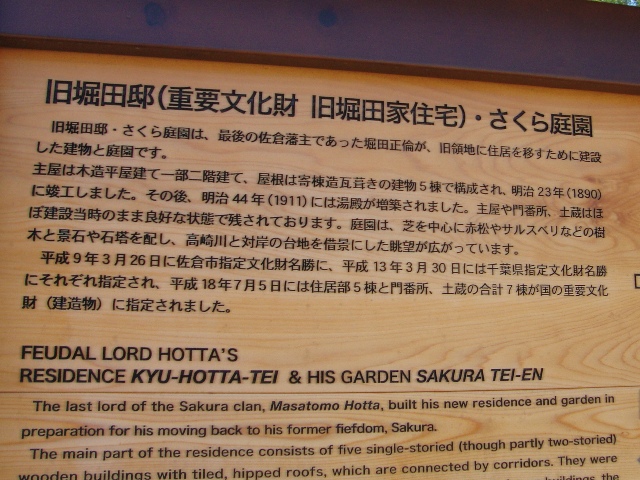 旧堀田邸(重要文化財 旧堀田家住宅)・さくら庭園
旧堀田邸・さくら庭園は、最後の佐倉藩主であった堀田正倫が、旧領地に住居を移すために建設
した建物と庭園です。
主屋は木造平屋建て一部二階建て、屋根は寄棟造瓦葺きの建物5棟で構成され、明治23年(1890)
に竣工しました。その後、明治44年(1911)には湯殿が増築されました。主屋や門番所、土蔵はほ
ぼ建設当時のまま良好な状態で残されております。庭園は、芝を中心に赤松やサルスベリなどの樹
木と景石や石塔を配し、高崎川と対岸の台地を借景にした眺望が広がっています。
平成9年3月26日に佐倉市指定文化財名勝に、平成13年3月30日には千葉県指定文化財名勝
にそれぞれ指定され、平成18年7月5日には住居部5棟と門番所、土蔵の合計7棟が国の重要文化
財(建造物)に指定されました。
FEUDAL LORD HOTTA'S
RESIDENCE KYU-HOTTA-TEI & HIS GARDEN SAKURA TEI-EN
The last lord of the Sakura clan, Masatomo Hotta, built his new residence and garden in
preparation for his moving back to his former fiefdom, Sakura.
The main part of the residence consists of five single-storied (though partly two-storied)
wooden buildings with tiled, hipped roofs, which are connected by corridors. They were
buildings, the